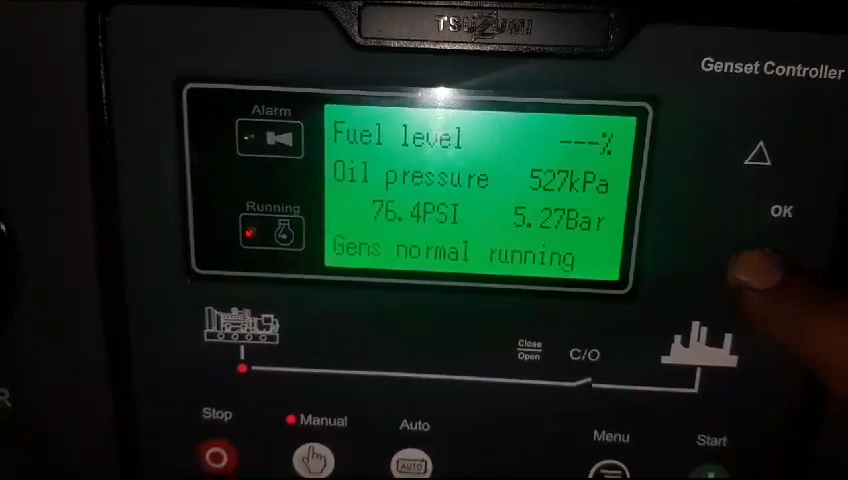 TSUZUMI
Genset Controller
Alarm
Fuel level ---%
Oil pressure 527kPa
76.4PSI 5.27Bar
Gens normal running
Running
OK
Close
Open
C/O
Stop
Manual
Auto
Menu
Start
AUTO
R